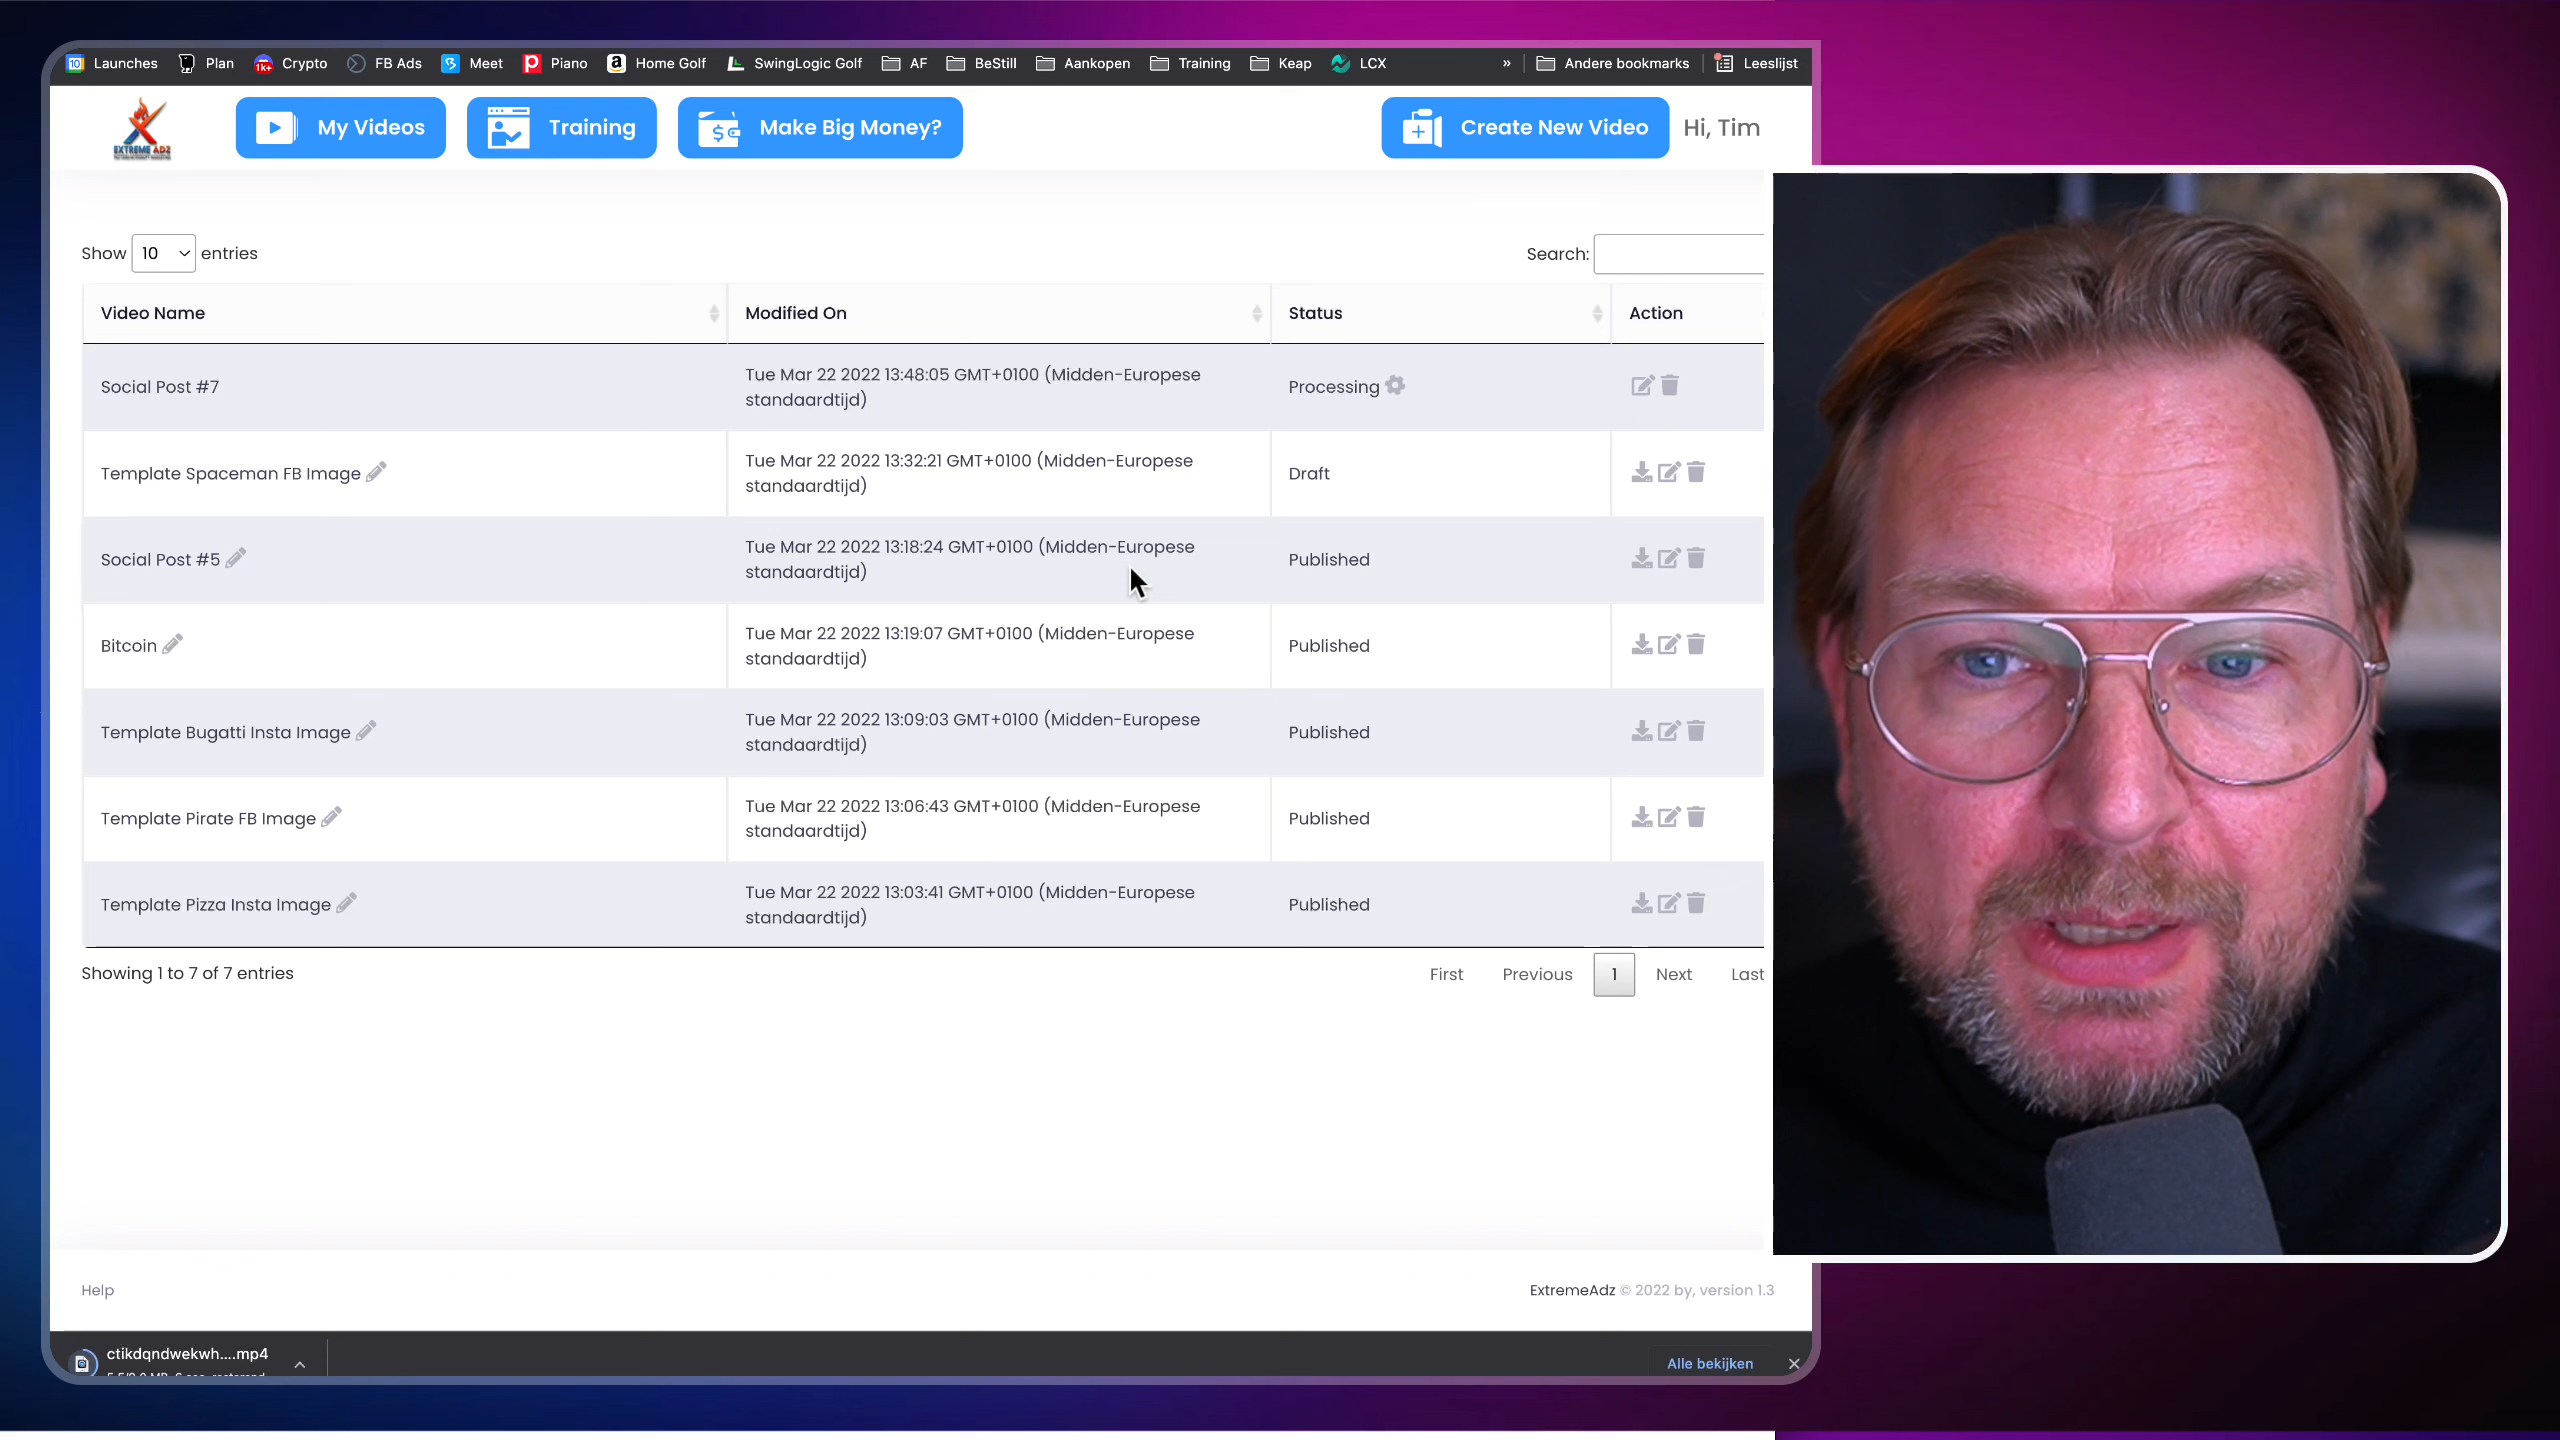 Launches Plan Crypto FB Ads Meet Piano Home Golf SwingLogic Golf AF BeStill Aankopen Training Keap LCX » Andere bookmarks Leeslijst
EXTREME ADZ My Videos Training Make Big Money? Create New Video Hi, Tim
Show 10 entries Search:
Video Name Modified On Status Action
Social Post #7 Tue Mar 22 2022 13:48:05 GMT+0100 (Midden-Europese Processing
standaardtijd)
Template Spaceman FB Image Tue Mar 22 2022 13:32:21 GMT+0100 (Midden-Europese Draft
standaardtijd)
Social Post #5 Tue Mar 22 2022 13:18:24 GMT+0100 (Midden-Europese Published
standaardtijd)
Bitcoin Tue Mar 22 2022 13:19:07 GMT+0100 (Midden-Europese Published
standaardtijd)
Template Bugatti Insta Image Tue Mar 22 2022 13:09:03 GMT+0100 (Midden-Europese Published
standaardtijd)
Template Pirate FB Image Tue Mar 22 2022 13:06:43 GMT+0100 (Midden-Europese Published
standaardtijd)
Template Pizza Insta Image Tue Mar 22 2022 13:03:41 GMT+0100 (Midden-Europese Published
standaardtijd)
Showing 1 to 7 of 7 entries First Previous 1 Next Last
Help ExtremeAdz © 2022 by, version 1.3
ctikdqndwekwh....mp4 Alle bekijken